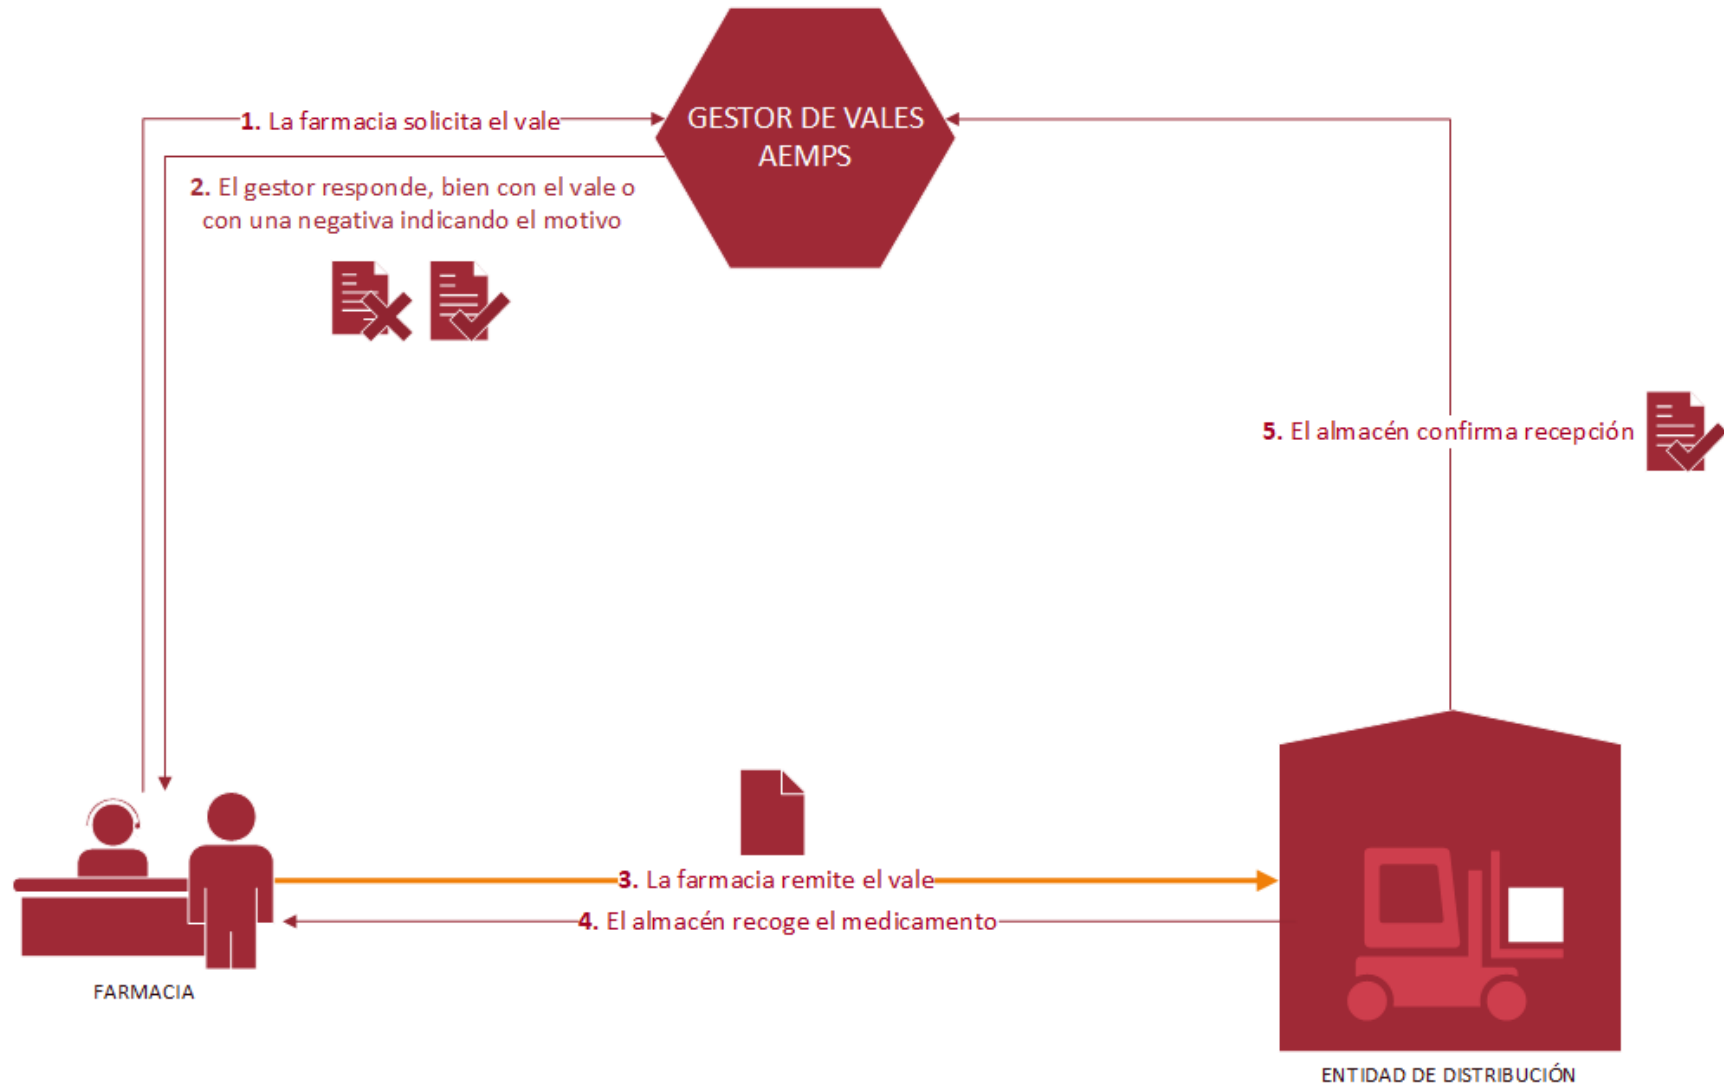 GESTOR DE VALES
AEMPS
1. La farmacia solicita el vale
2. El gestor responde, bien con el vale o
con una negativa indicando el motivo
5. El almacén confirma recepción
3. La farmacia remite el vale
4. El almacén recoge el medicamento
FARMACIA
ENTIDAD DE DISTRIBUCIÓN